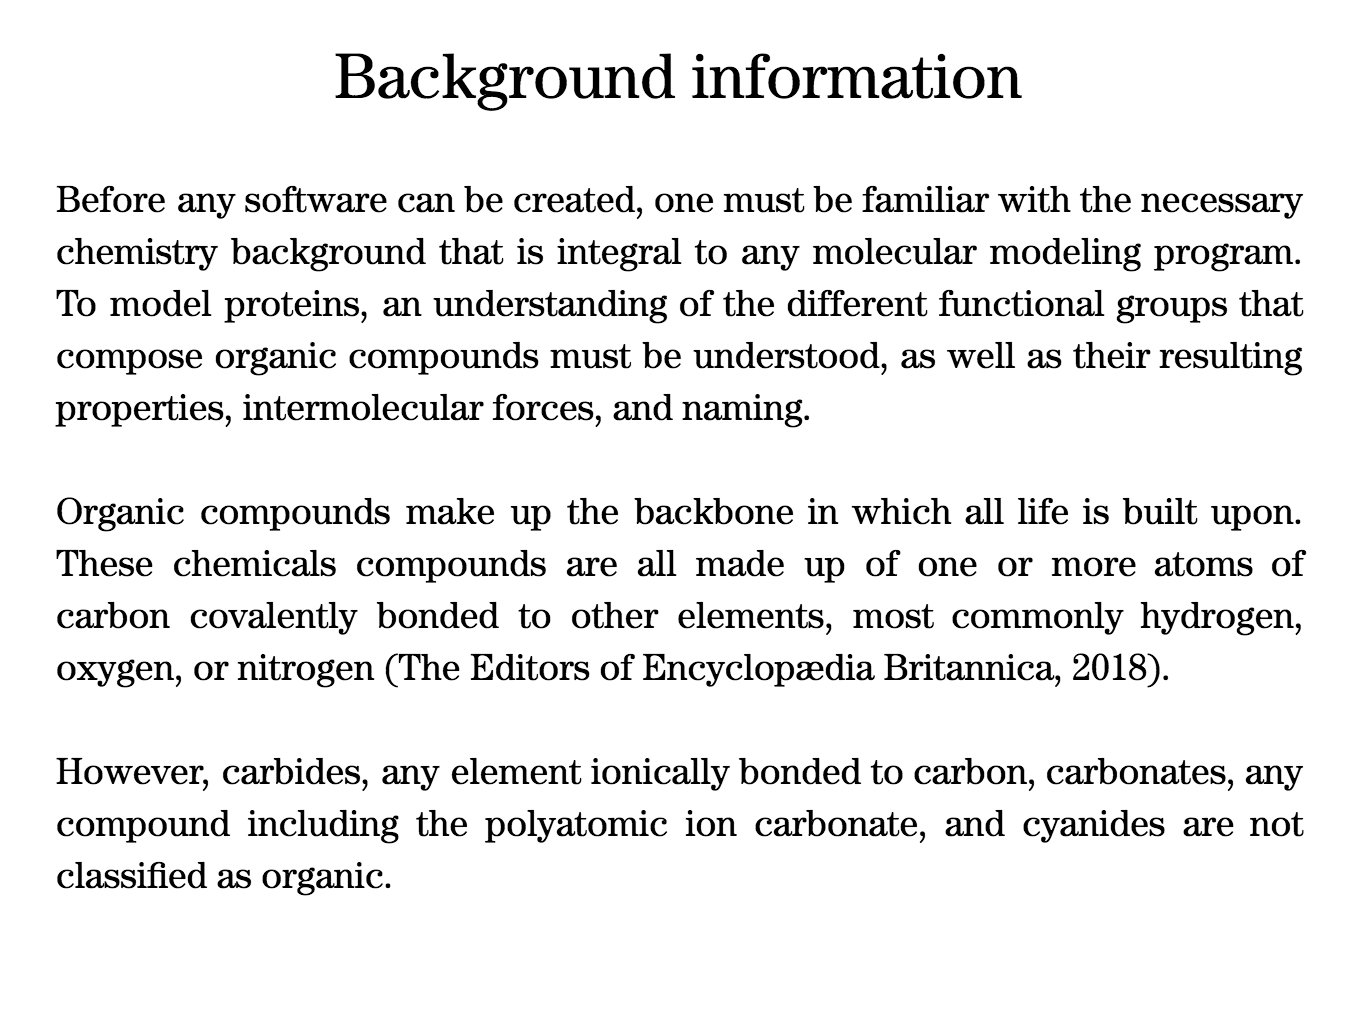 Background information
Before any software can be created, one must be familiar with the necessary
chemistry background that is integral to any molecular modeling program.
To model proteins, an understanding of the different functional groups that
compose organic compounds must be understood, as well as their resulting
properties, intermolecular forces, and naming.
Organic compounds make up the backbone in which all life is built upon.
These chemicals compounds are all made up of one or more atoms of
carbon covalently bonded to other elements, most commonly hydrogen,
oxygen, or nitrogen (The Editors of Encyclopædia Britannica, 2018).
However, carbides, any element ionically bonded to carbon, carbonates, any
compound including the polyatomic ion carbonate, and cyanides are not
classified as organic.